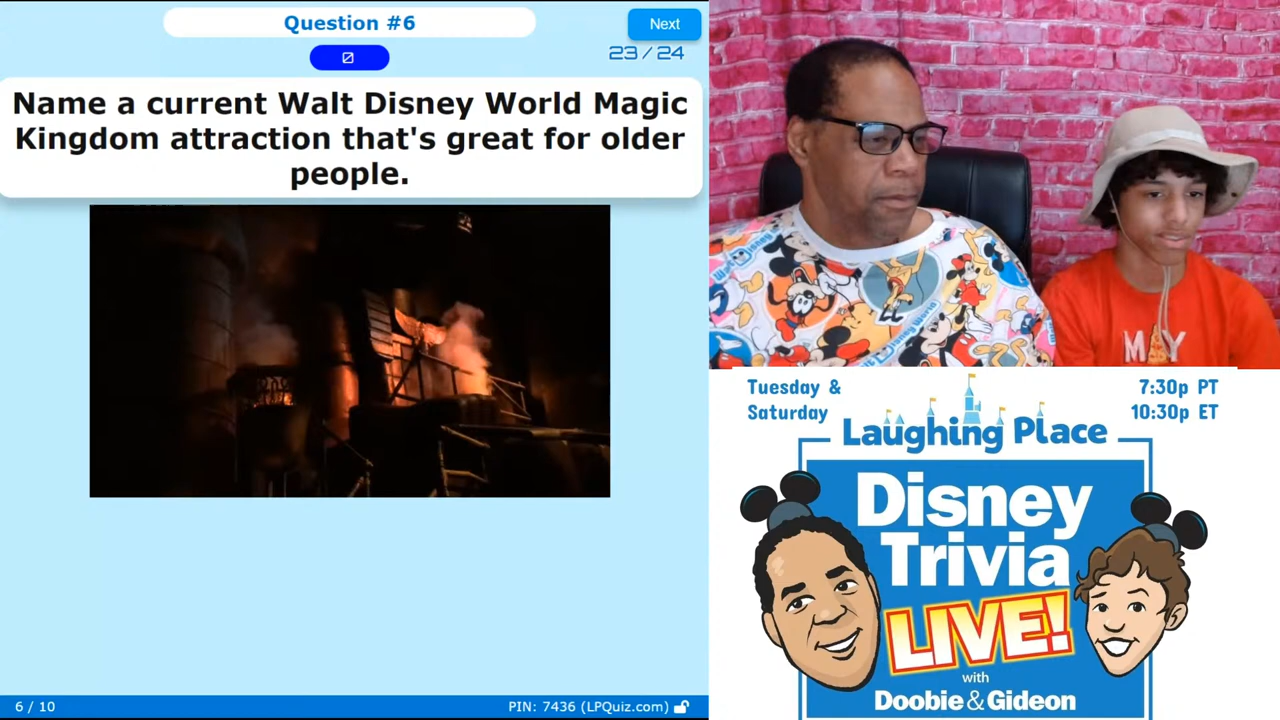 Question #6
Next
23/24
Name a current Walt Disney World Magic
Kingdom attraction that's great for older
people.
6 / 10
PIN: 7436 (LPQuiz.com)
Tuesday &
Saturday
7:30p PT
10:30p ET
Laughing Place
Disney
Trivia
LIVE!
with
Doobie & Gideon